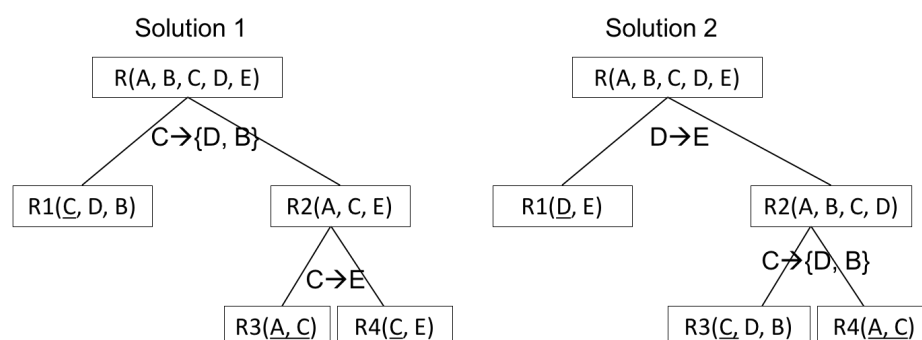 Solution 1
R(A, B, C, D, E)
C→{D, B}
R1(C, D, B)
R2(A, C, E)
C→E
R3(A, C)
R4(C, E)
Solution 2
R(A, B, C, D, E)
D→E
R1(D, E)
R2(A, B, C, D)
C→{D, B}
R3(C, D, B)
R4(A, C)